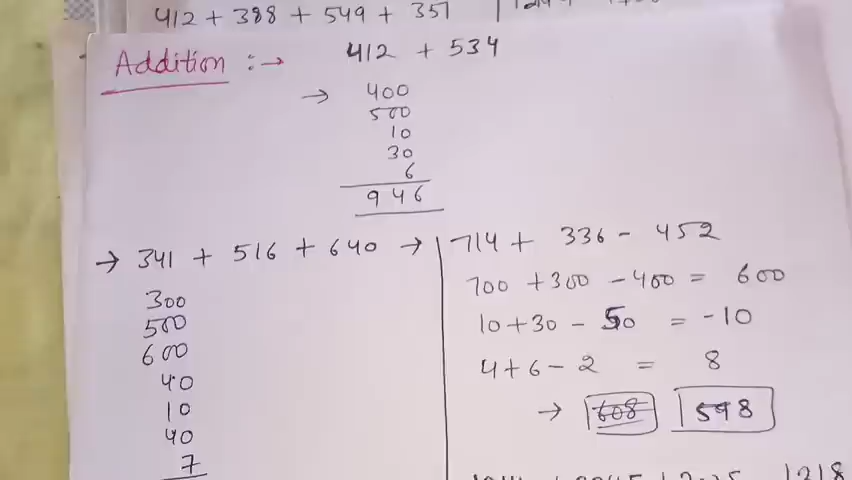 412 + 388 + 549 + 351
Addition :→ 412 + 534
→ 400
500
10
30
6
946
→ 341 + 516 + 640
300
500
600
40
10
40
7
→ 714 + 336 - 452
700 + 300 - 400 = 600
10 + 30 - 50 = -10
4 + 6 - 2 = 8
→ 608 598
1218